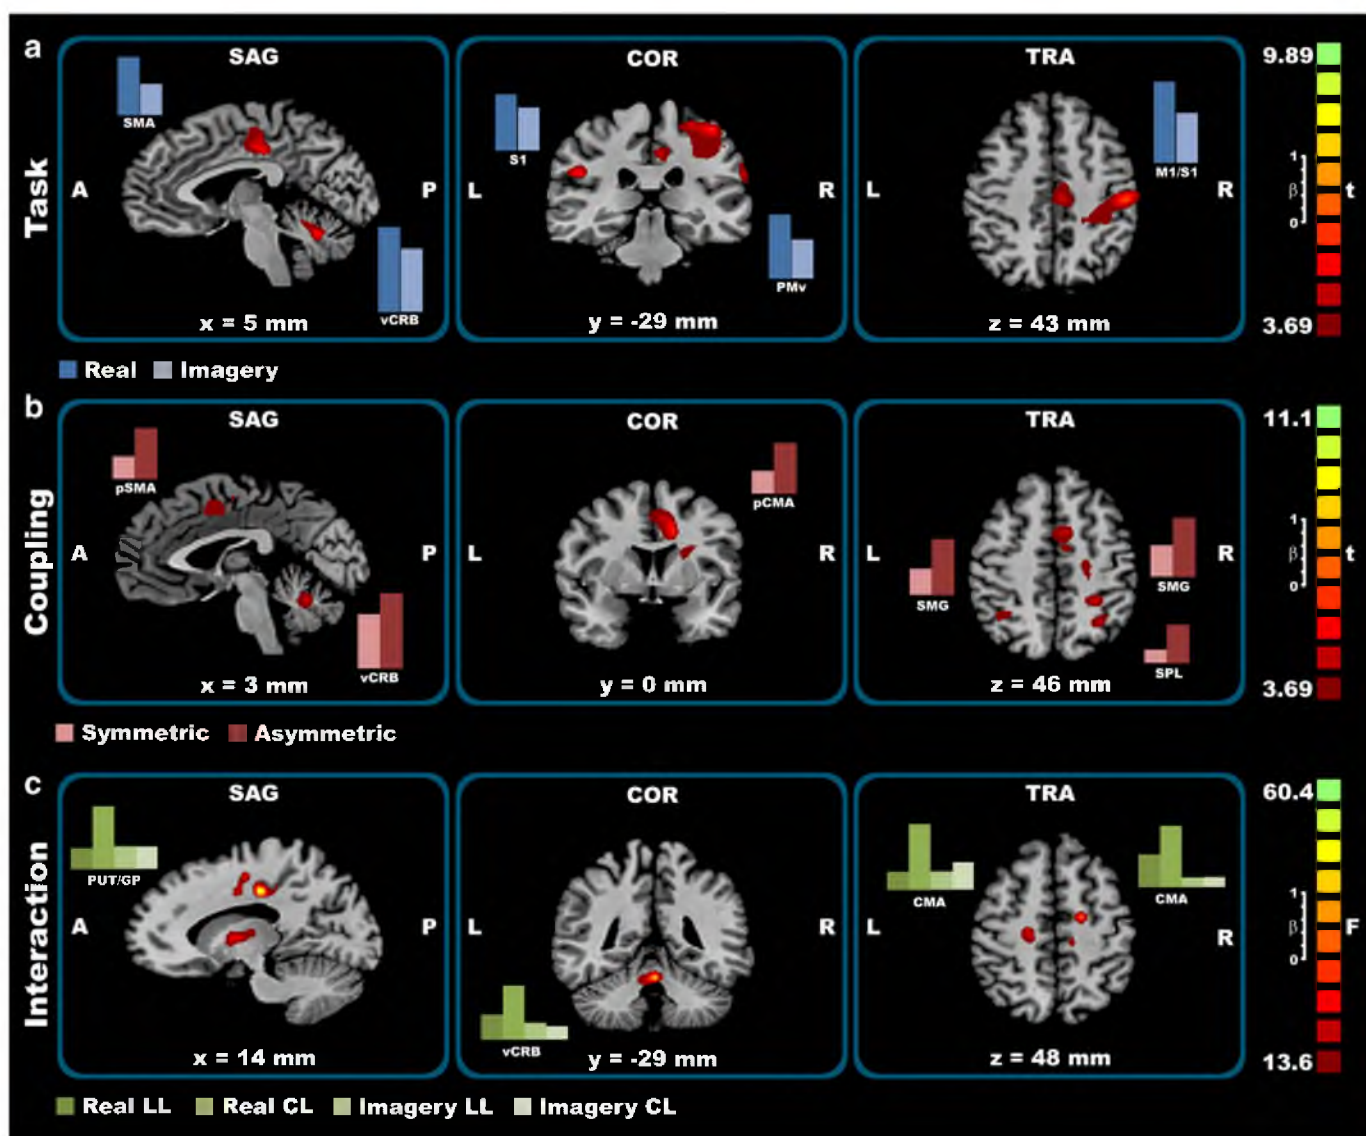 a
SAG
COR
TRA
9.89
SMA
S1
M1/S1
Task
A
P
L
R
L
R
1
β
0
t
vCRB
PMv
x = 5 mm
y = -29 mm
z = 43 mm
3.69
Real
Imagery
b
SAG
COR
TRA
11.1
pSMA
pCMA
Coupling
A
P
L
R
L
SMG
SMG
R
1
β
0
t
vCRB
SPL
x = 3 mm
y = 0 mm
z = 46 mm
3.69
Symmetric
Asymmetric
c
SAG
COR
TRA
60.4
PUT/GP
CMA
CMA
Interaction
A
P
L
R
L
R
1
β
0
F
vCRB
x = 14 mm
y = -29 mm
z = 48 mm
13.6
Real LL
Real CL
Imagery LL
Imagery CL